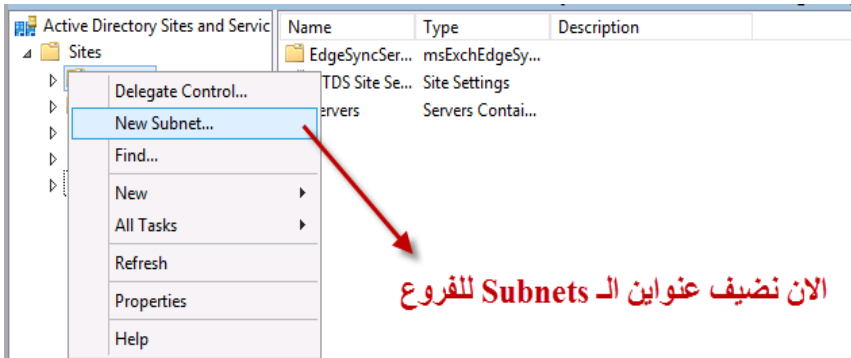 Active Directory Sites and Servic
Name Type Description
Sites
EdgeSyncSer... msExchEdgeSy...
TDS Site Se... Site Settings
ervers Servers Contai...
Delegate Control...
New Subnet...
Find...
New
All Tasks
Refresh
Properties
Help
الان نضيف عنواين الـ Subnets للفروع